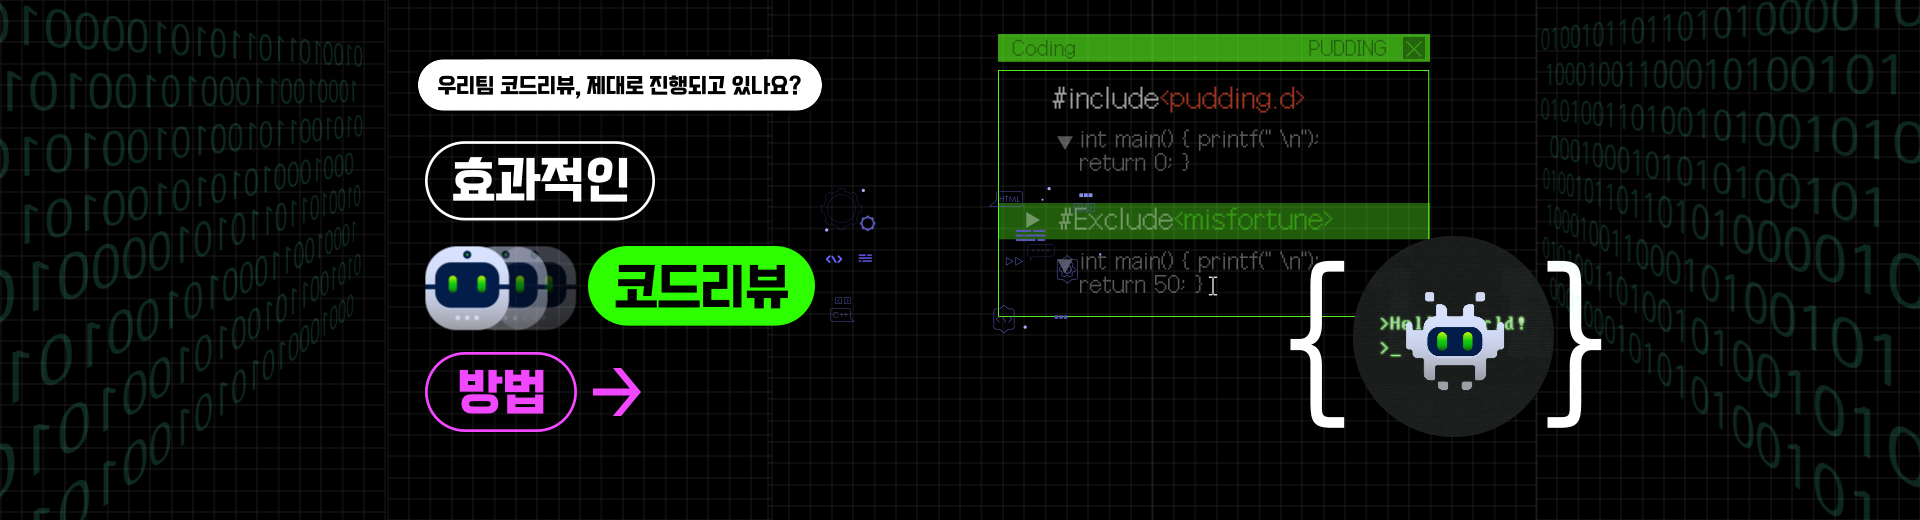 우리팀 코드리뷰, 제대로 진행되고 있나요?
효과적인
코드리뷰
방법
Coding PUDDING
#include<pudding.d>
int main() { printf(" \n");
return 0; }
#Exclude<misfortune>
int main() { printf(" \n");
return 50; }
HTML
C++
>_